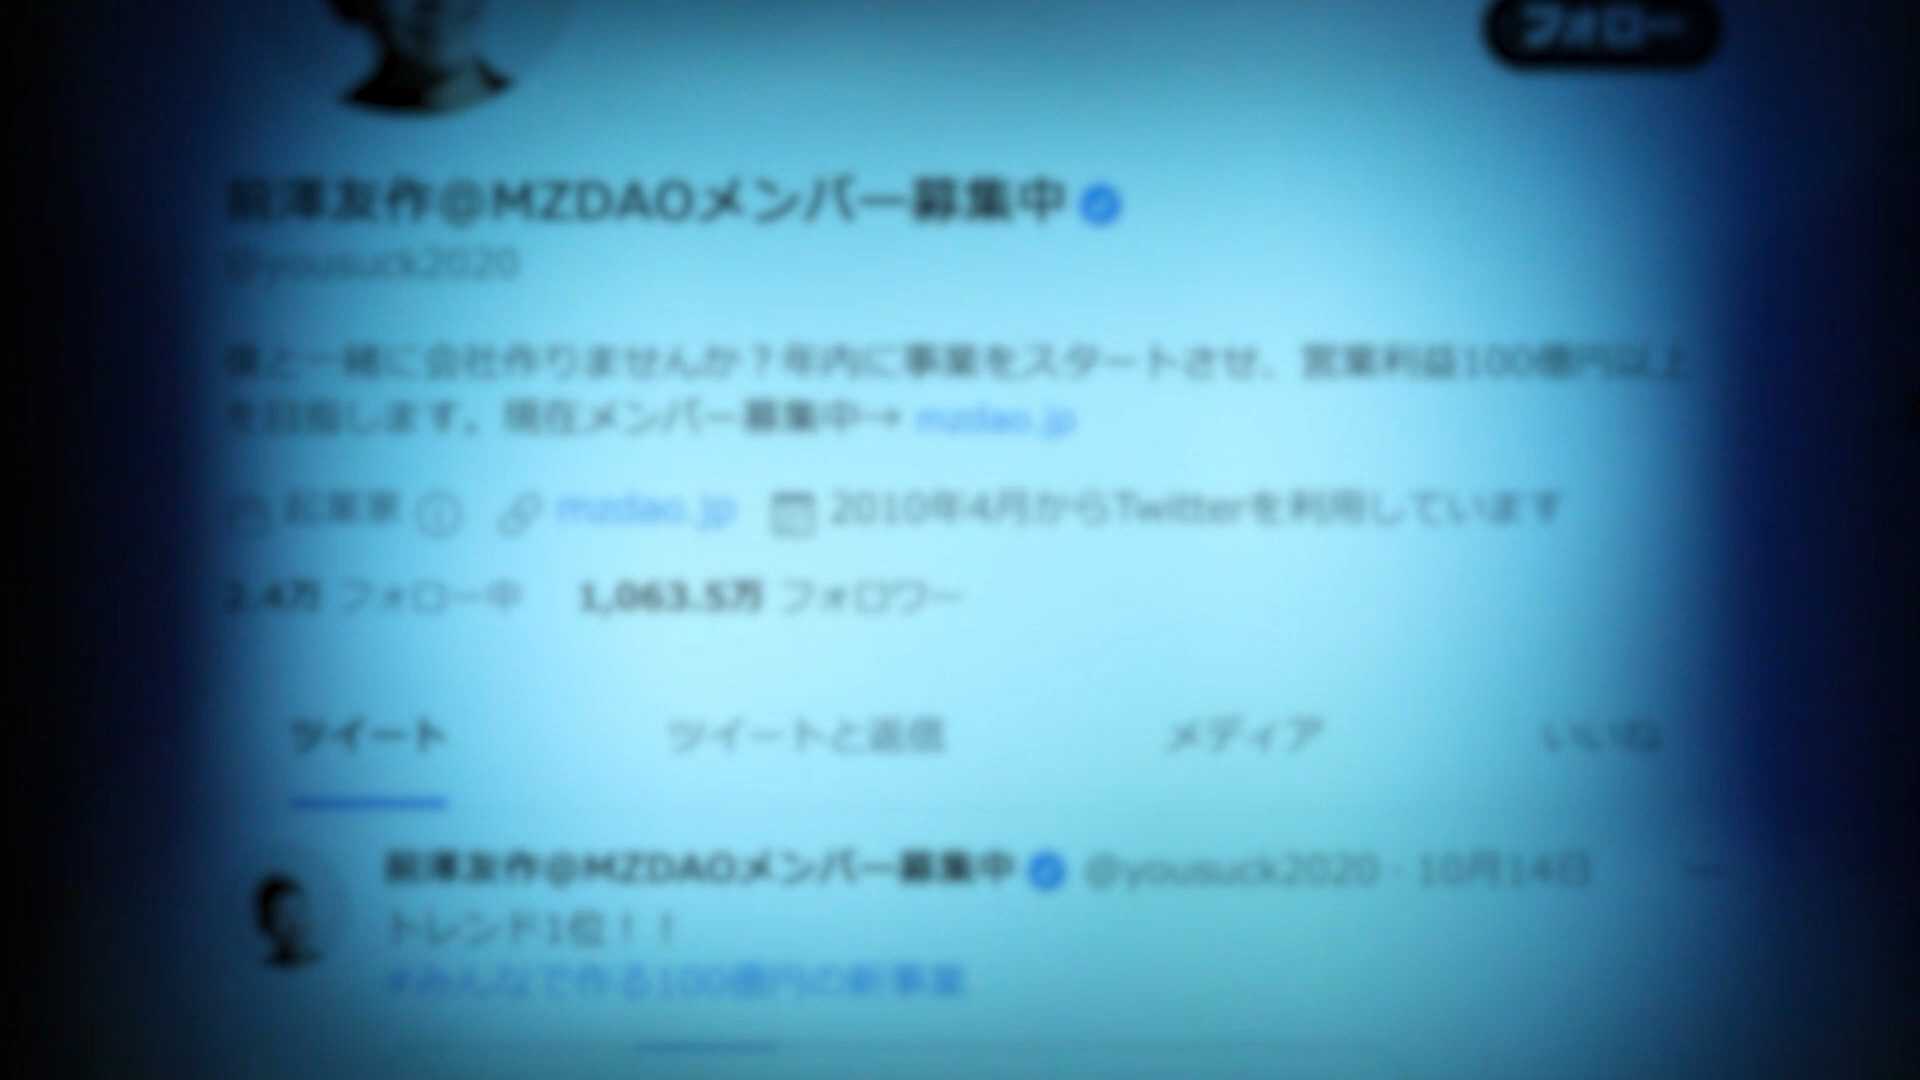 フォロー
前澤友作@MZDAOメンバー募集中
@yousuck2020
僕と一緒に会社作りませんか？年内に事業をスタートさせ、営業利益100億円以上
を目指します。現在メンバー募集中→ mzdao.jp
起業家 mzdao.jp 2010年4月からTwitterを利用しています
2.4万 フォロー中 1,063.5万 フォロワー
ツイート ツイートと返信 メディア いいね
前澤友作@MZDAOメンバー募集中 @yousuck2020 · 10月14日
トレンド1位！！
#みんなで作る100億円の新事業